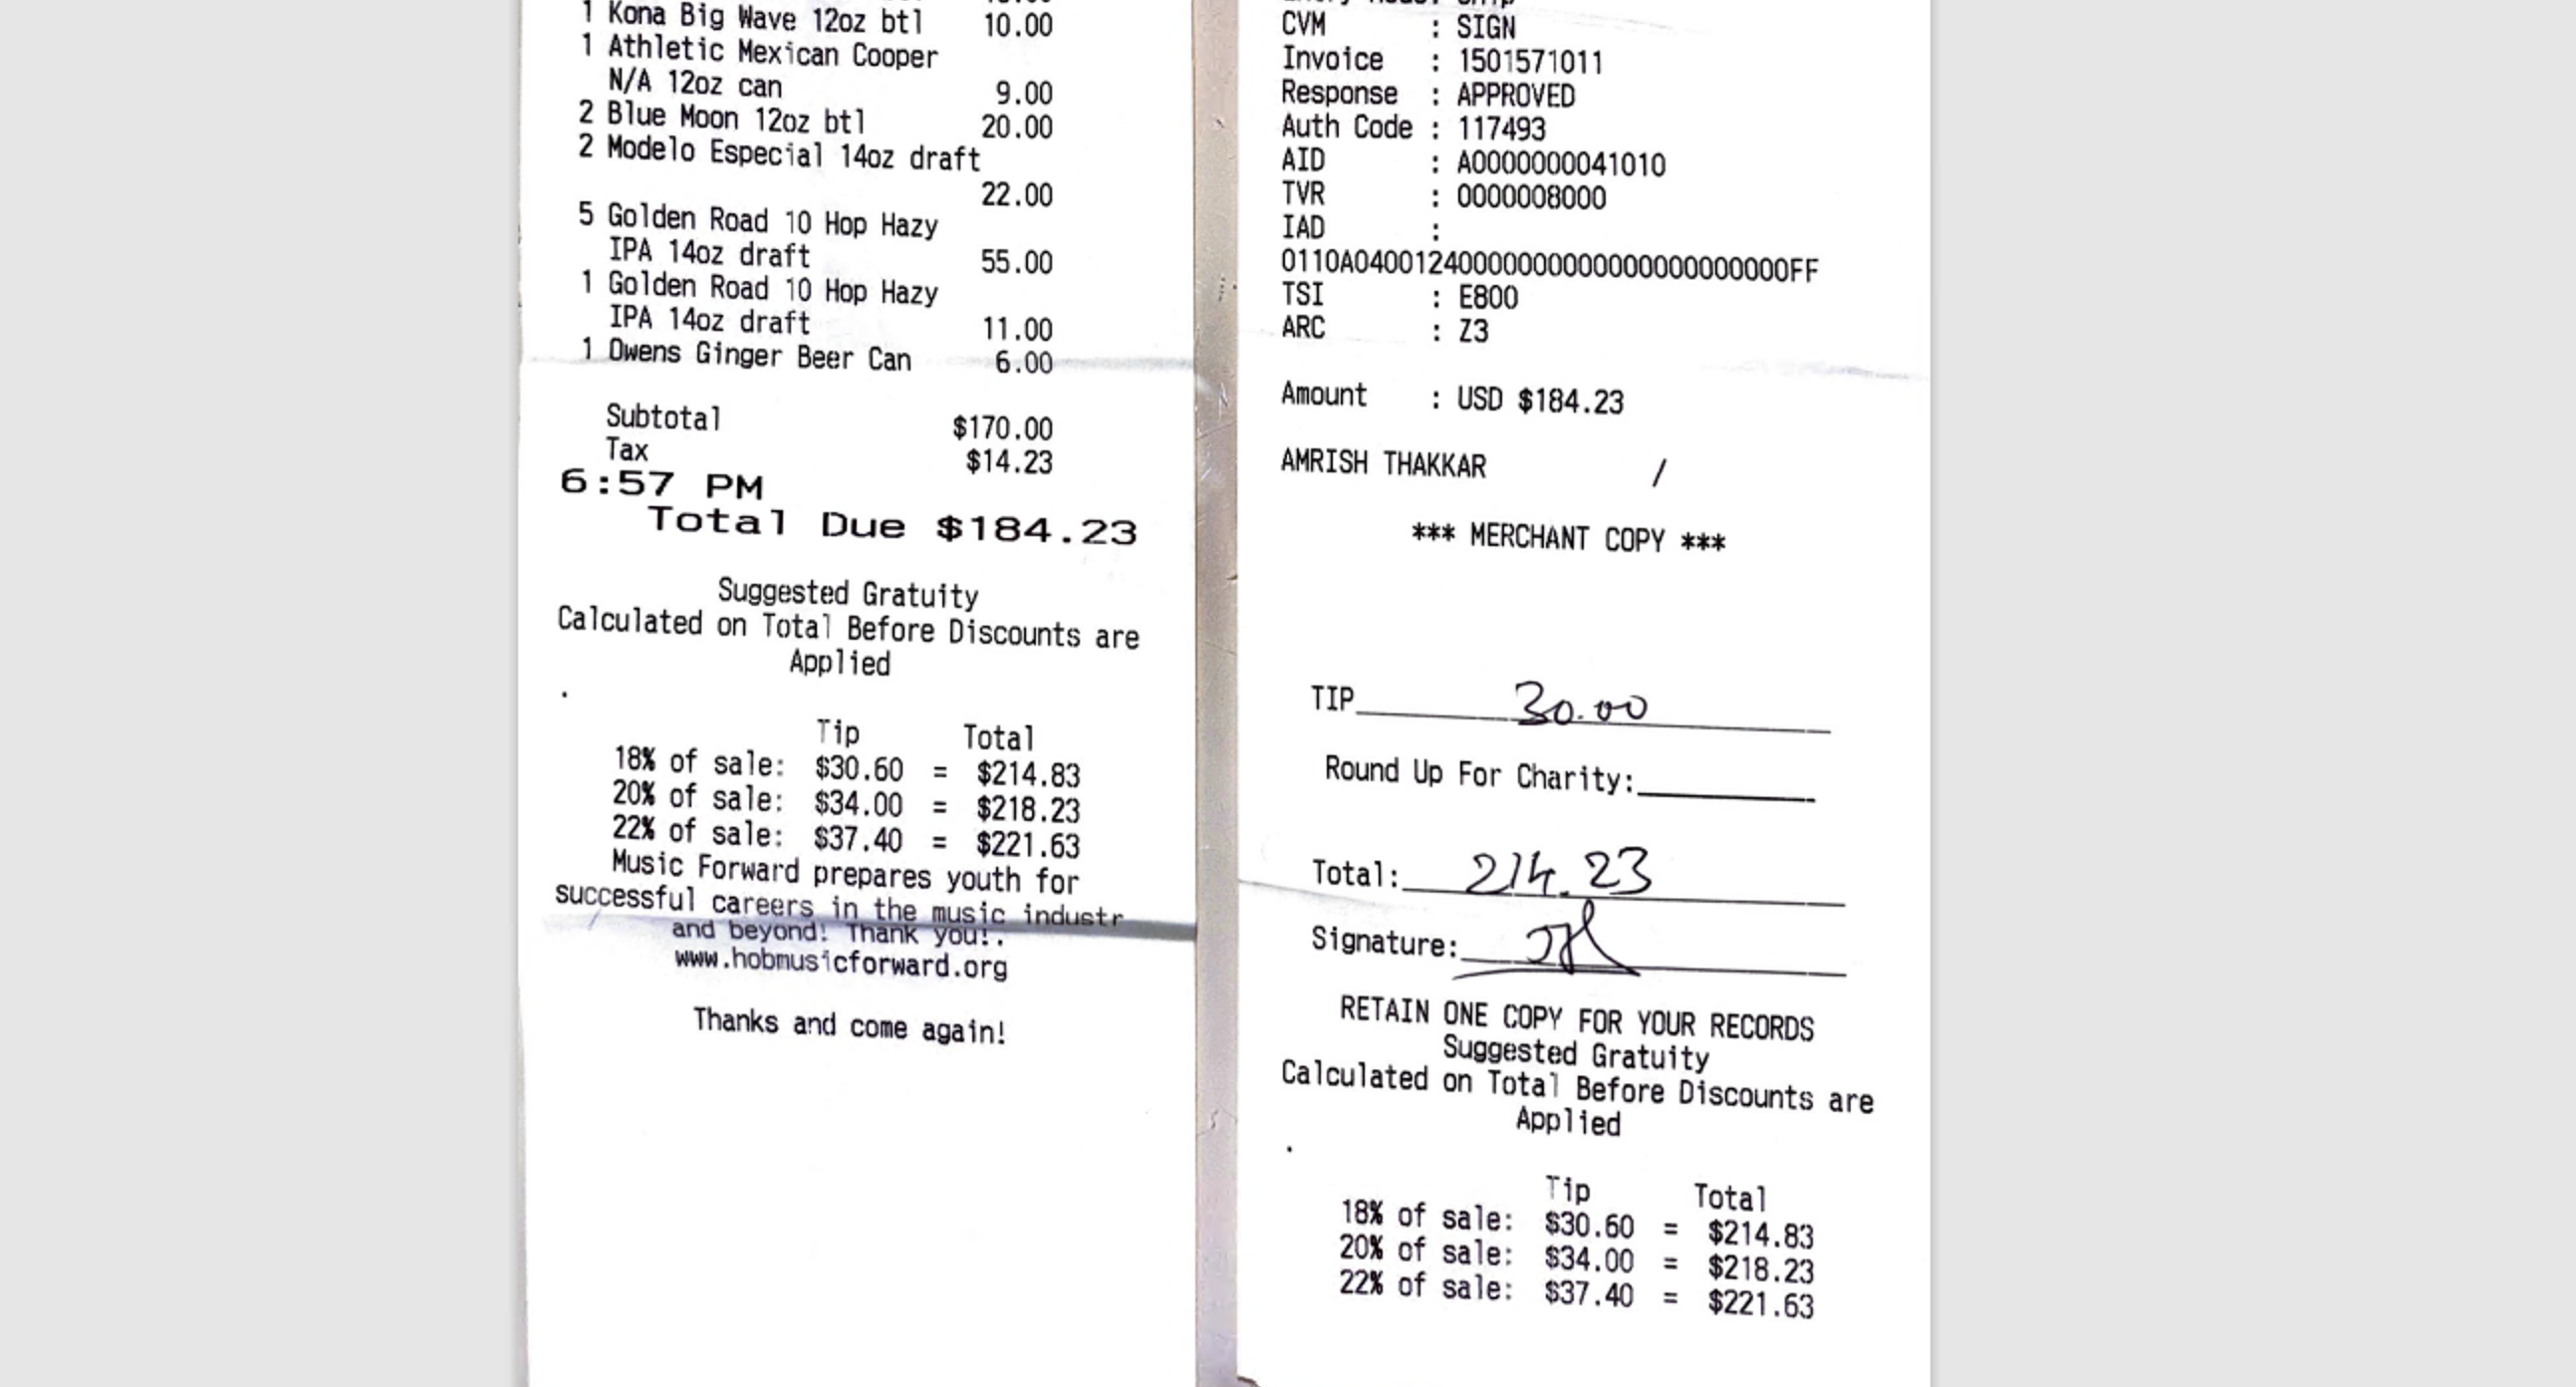 1 Kona Big Wave 12oz btl 10.00
1 Athletic Mexican Cooper
N/A 12oz can 9.00
2 Blue Moon 12oz btl 20.00
2 Modelo Especial 14oz draft
22.00
5 Golden Road 10 Hop Hazy
IPA 14oz draft 55.00
1 Golden Road 10 Hop Hazy
IPA 14oz draft 11.00
1 Owens Ginger Beer Can 6.00
Subtotal $170.00
Tax $14.23
6:57 PM
Total Due $184.23
Suggested Gratuity
Calculated on Total Before Discounts are
Applied
.
Tip Total
18% of sale: $30.60 = $214.83
20% of sale: $34.00 = $218.23
22% of sale: $37.40 = $221.63
Music Forward prepares youth for
successful careers in the music industr
and beyond! Thank you!.
www.hobmusicforward.org
Thanks and come again!
CVM : SIGN
Invoice : 1501571011
Response : APPROVED
Auth Code : 117493
AID : A0000000041010
TVR : 0000008000
IAD :
0110A04001240000000000000000000000FF
TSI : E800
ARC : Z3
Amount : USD $184.23
AMRISH THAKKAR /
*** MERCHANT COPY ***
TIP 30.00
Round Up For Charity:
Total: 214.23
Signature:
RETAIN ONE COPY FOR YOUR RECORDS
Suggested Gratuity
Calculated on Total Before Discounts are
Applied
.
Tip Total
18% of sale: $30.60 = $214.83
20% of sale: $34.00 = $218.23
22% of sale: $37.40 = $221.63